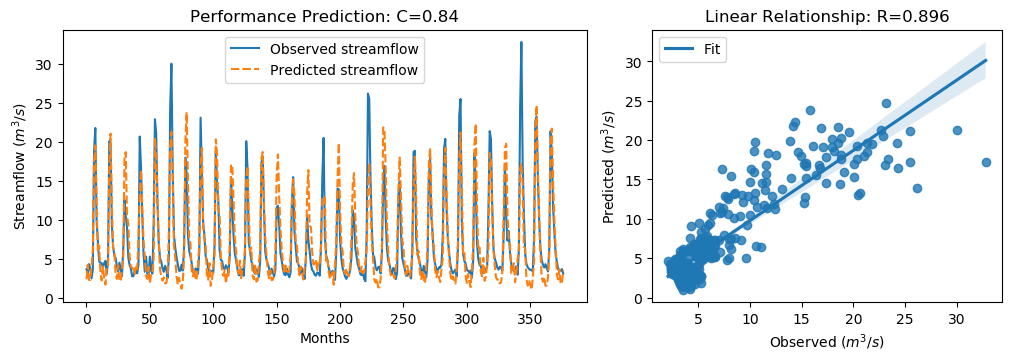 Performance Prediction: C=0.84
Observed streamflow
Predicted streamflow
Streamflow (m³/s)
30
25
20
15
10
5
0
0 50 100 150 200 250 300 350
Months
Linear Relationship: R=0.896
Fit
Predicted (m³/s)
30
25
20
15
10
5
0
5 10 15 20 25 30
Observed (m³/s)